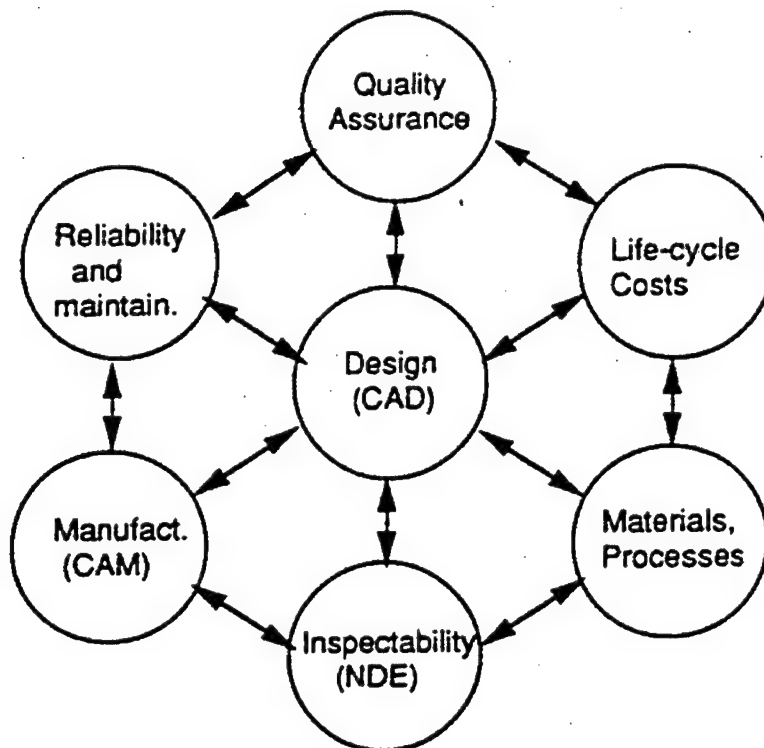 Quality
Assurance
Reliability
and
maintain.
Life-cycle
Costs
Design
(CAD)
Manufact.
(CAM)
Materials,
Processes
Inspectability
(NDE)